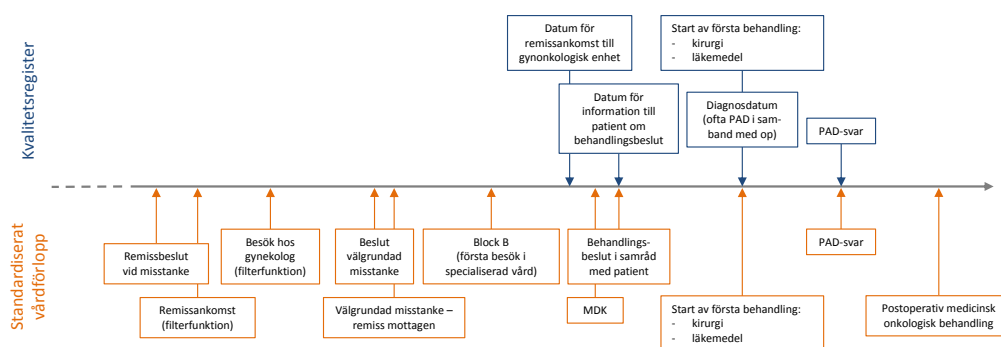 Kvalitetsregister
Datum för
remissankomst till
gynonkologisk enhet
Start av första behandling:
- kirurgi
- läkemedel
Datum för
information till
patient om
behandlingsbeslut
Diagnosdatum
(ofta PAD i sam-
band med op)
PAD-svar
Standardiserat
vårdförlopp
Remissbeslut
vid misstanke
Besök hos
gynekolog
(filterfunktion)
Beslut
välgrundad
misstanke
Block B
(första besök i
specialiserad vård)
Behandlings-
beslut i samråd
med patient
PAD-svar
Remissankomst
(filterfunktion)
Välgrundad misstanke –
remiss mottagen
MDK
Start av första behandling:
- kirurgi
- läkemedel
Postoperativ medicinsk
onkologisk behandling